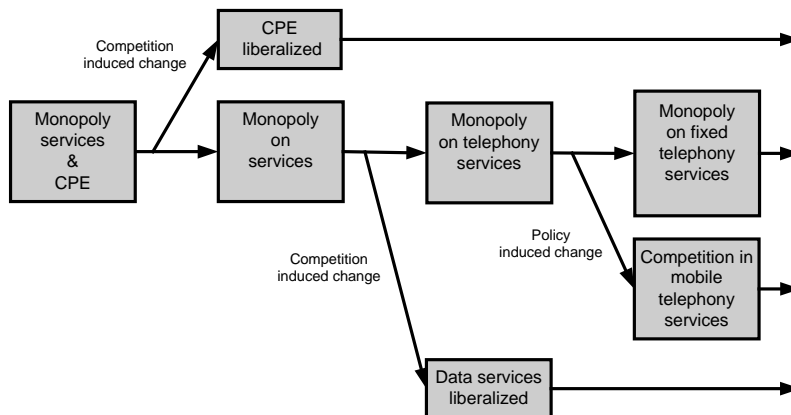 CPE
liberalized
Competition
induced change
Monopoly
services
&
CPE
Monopoly
on
services
Monopoly
on telephony
services
Monopoly
on fixed
telephony
services
Competition
induced change
Policy
induced change
Competition in
mobile
telephony
services
Data services
liberalized